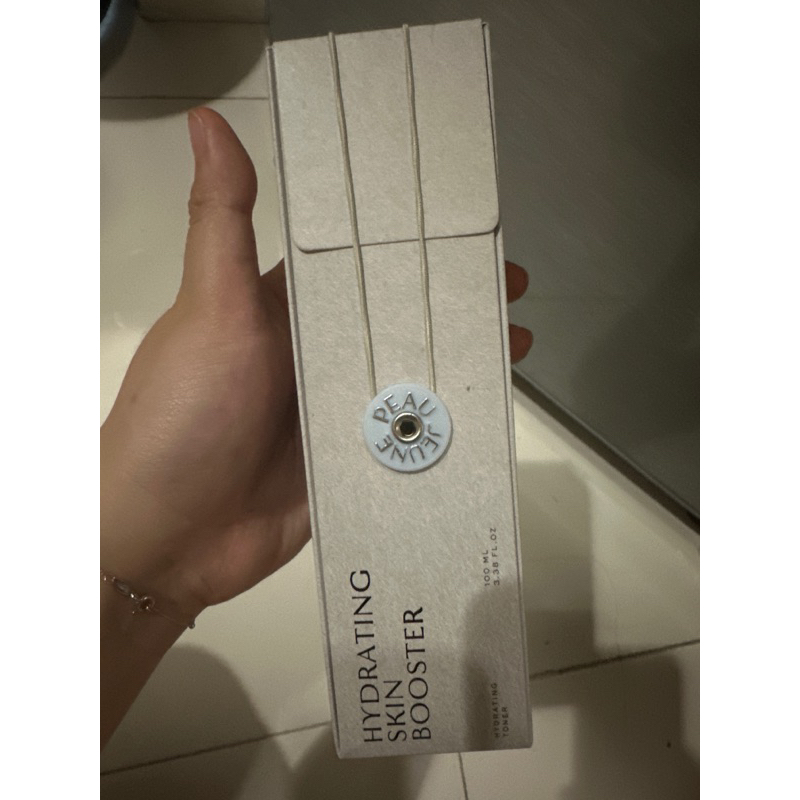 PEAU
JEUNE
HYDRATING
SKIN
BOOSTER
100 ML
3.38 FL.OZ
HYDRATING
TONER